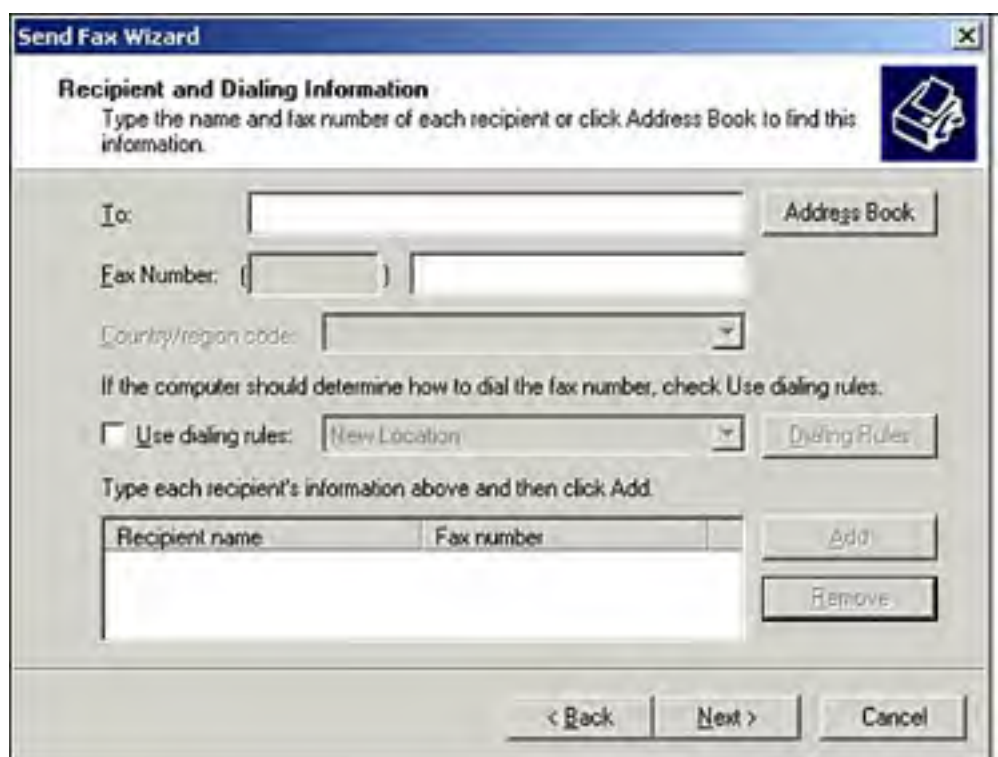 Send Fax Wizard
Recipient and Dialing Information
Type the name and fax number of each recipient or click Address Book to find this
information.
To:
Address Book
Fax Number: ( )
Country/region code:
If the computer should determine how to dial the fax number, check Use dialing rules.
Use dialing rules: New Location Dialing Rules
Type each recipient's information above and then click Add.
Recipient name Fax number
Add
Remove
< Back Next > Cancel